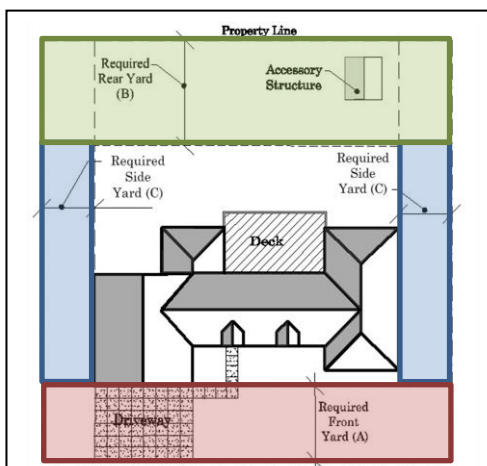 Property Line
Required
Rear Yard
(B)
Accessory
Structure
Required
Side
Yard (C)
Required
Side
Yard (C)
Deck
Driveway
Required
Front
Yard (A)